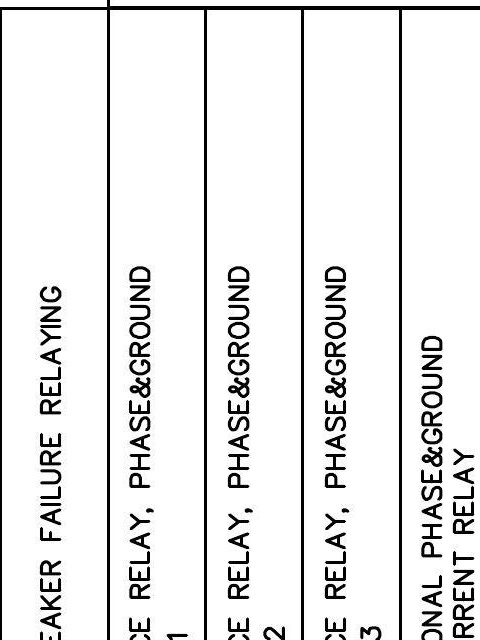 EAKER FAILURE RELAYING
CE RELAY, PHASE&GROUND
1
CE RELAY, PHASE&GROUND
2
CE RELAY, PHASE&GROUND
3
ONAL PHASE&GROUND
RRENT RELAY